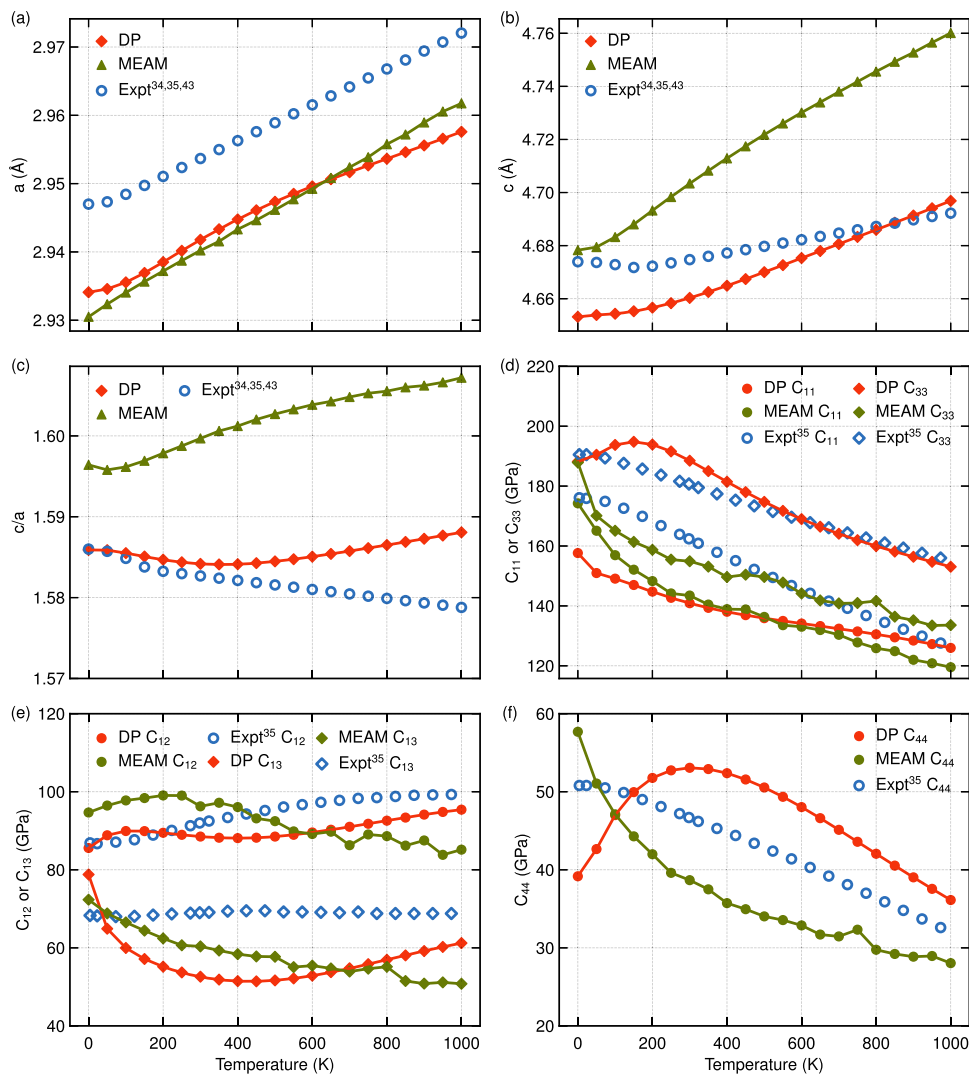 (a)
DP
MEAM
Expt34,35,43
2.97
2.96
2.95
2.94
2.93
a (Å)
(b)
DP
MEAM
Expt34,35,43
4.76
4.74
4.72
4.70
4.68
4.66
c (Å)
(c)
DP Expt34,35,43
MEAM
1.60
1.59
1.58
1.57
c/a
(d)
DP C11 DP C33
MEAM C11 MEAM C33
Expt35 C11 Expt35 C33
220
200
180
160
140
120
C11 or C33 (GPa)
(e)
DP C12 Expt35 C12 MEAM C13
MEAM C12 DP C13 Expt35 C13
120
100
80
60
40
C12 or C13 (GPa)
0 200 400 600 800 1000
Temperature (K)
(f)
DP C44
MEAM C44
Expt35 C44
60
50
40
30
20
C44 (GPa)
0 200 400 600 800 1000
Temperature (K)